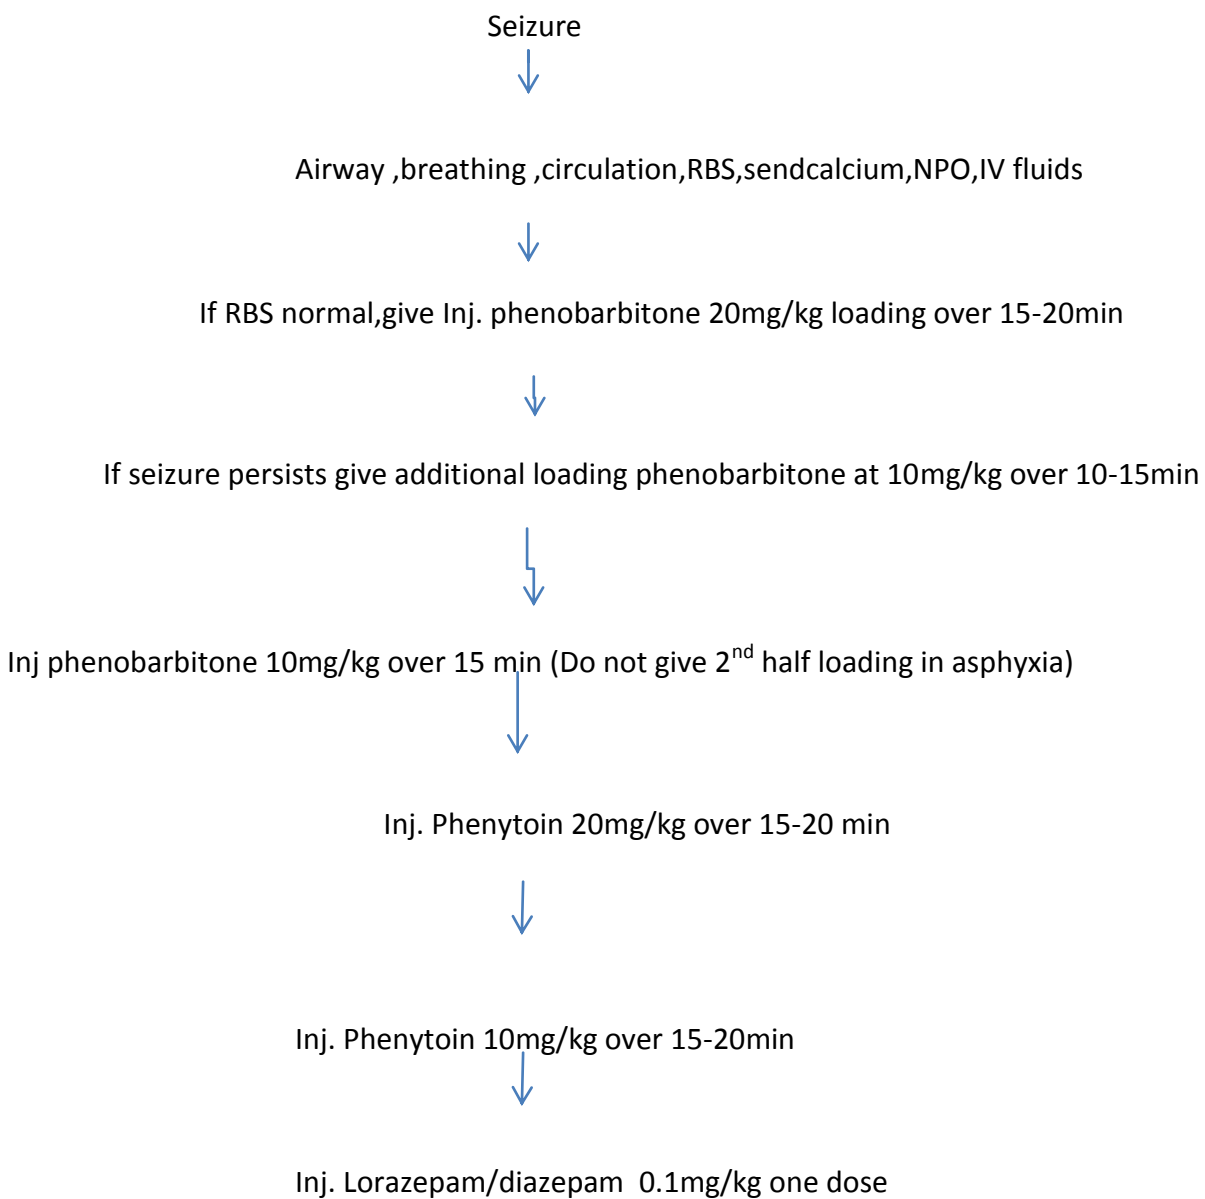 Seizure
Airway ,breathing ,circulation,RBS,sendcalcium,NPO,IV fluids
If RBS normal,give Inj. phenobarbitone 20mg/kg loading over 15-20min
If seizure persists give additional loading phenobarbitone at 10mg/kg over 10-15min
Inj phenobarbitone 10mg/kg over 15 min (Do not give 2nd half loading in asphyxia)
Inj. Phenytoin 20mg/kg over 15-20 min
Inj. Phenytoin 10mg/kg over 15-20min
Inj. Lorazepam/diazepam 0.1mg/kg one dose